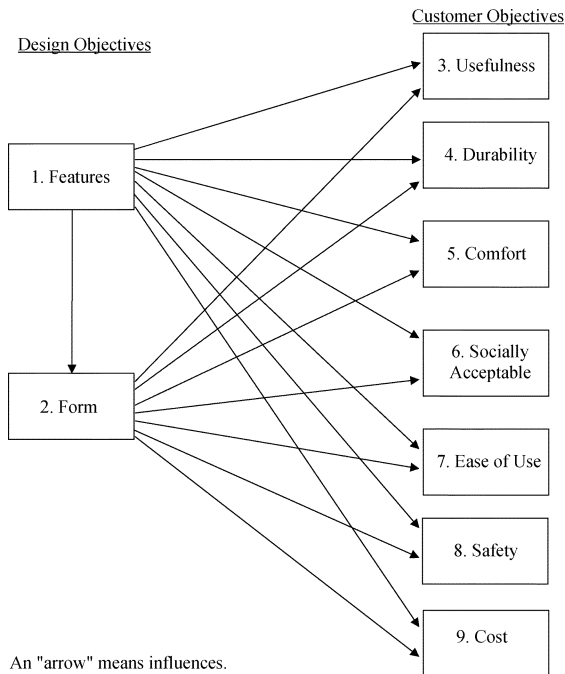 Customer Objectives
Design Objectives
3. Usefulness
4. Durability
1. Features
5. Comfort
6. Socially
Acceptable
2. Form
7. Ease of Use
8. Safety
9. Cost
An "arrow" means influences.